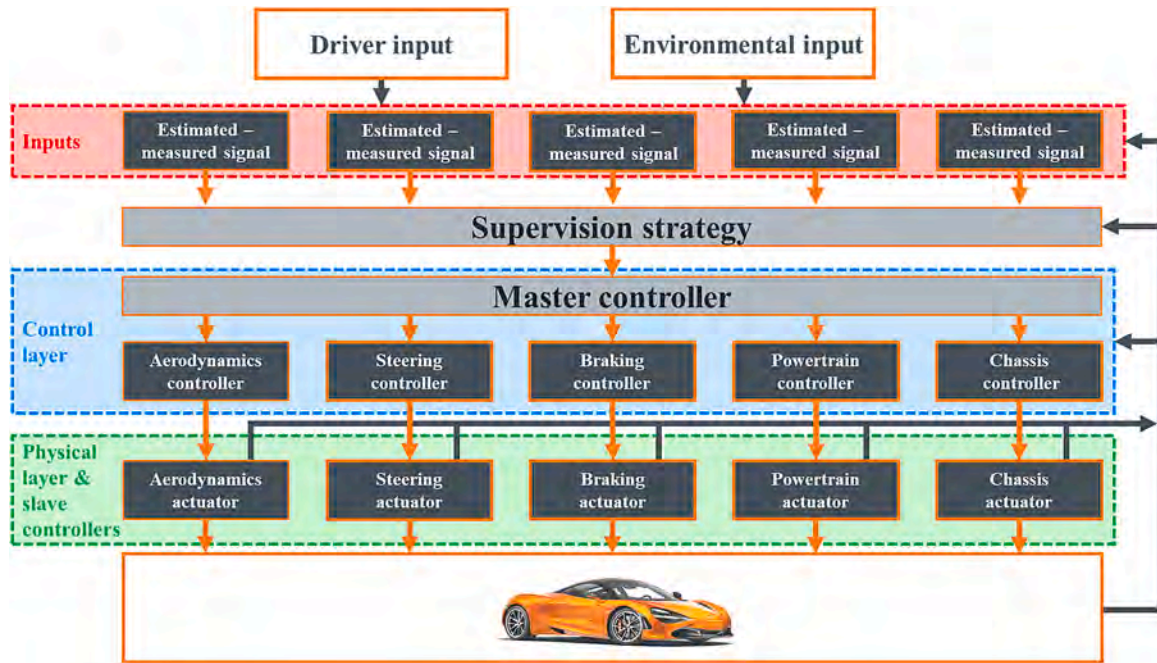 Driver input
Environmental input
Inputs
Estimated –
measured signal
Estimated –
measured signal
Estimated –
measured signal
Estimated –
measured signal
Estimated –
measured signal
Supervision strategy
Master controller
Control
layer
Aerodynamics
controller
Steering
controller
Braking
controller
Powertrain
controller
Chassis
controller
Physical
layer &
slave
controllers
Aerodynamics
actuator
Steering
actuator
Braking
actuator
Powertrain
actuator
Chassis
actuator